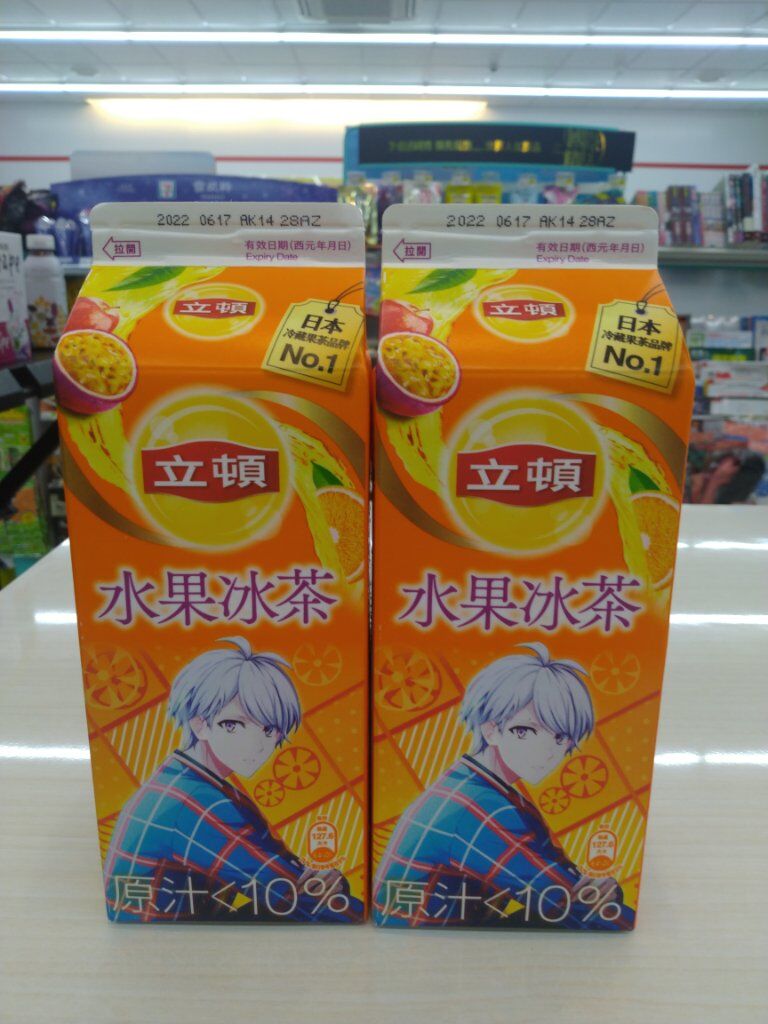 2022 0617 AK14 28AZ
拉開
有效日期(西元年月日)
Expiry Date
立頓
日本
冷藏果茶品牌
No.1
立頓
水果冰茶
127.6
原汁<10%
2022 0617 AK14 28AZ
拉開
有效日期(西元年月日)
Expiry Date
立頓
日本
冷藏果茶品牌
No.1
立頓
水果冰茶
127.6
原汁<10%